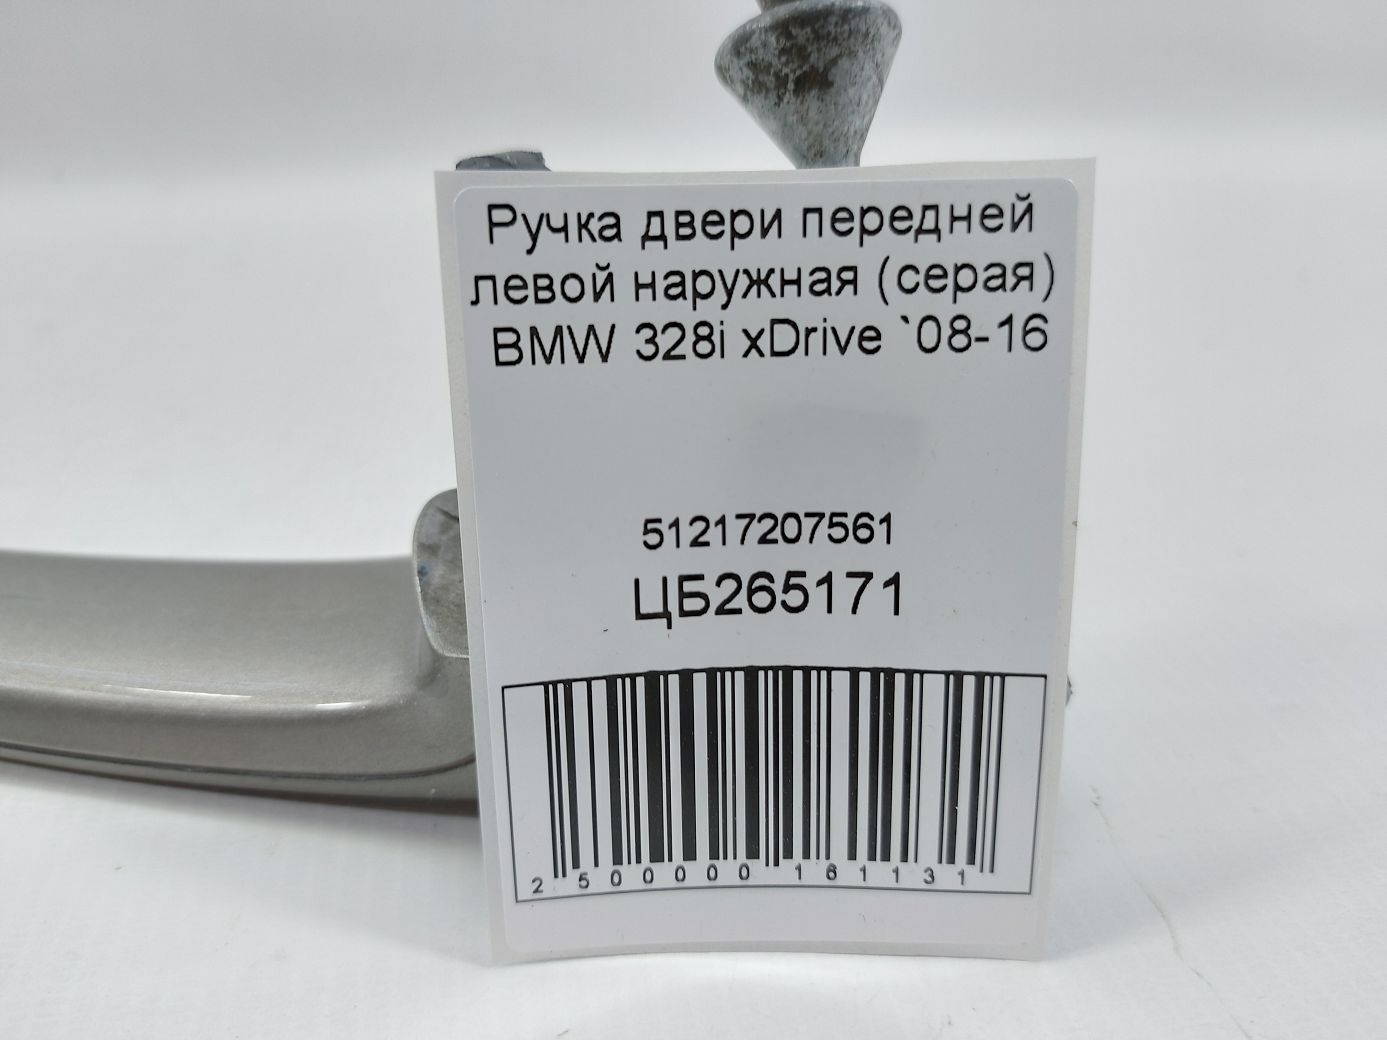 Ручка двери передней
левой наружная (серая)
BMW 328i xDrive `08-16
51217207561
ЦБ265171
2 500000 161131